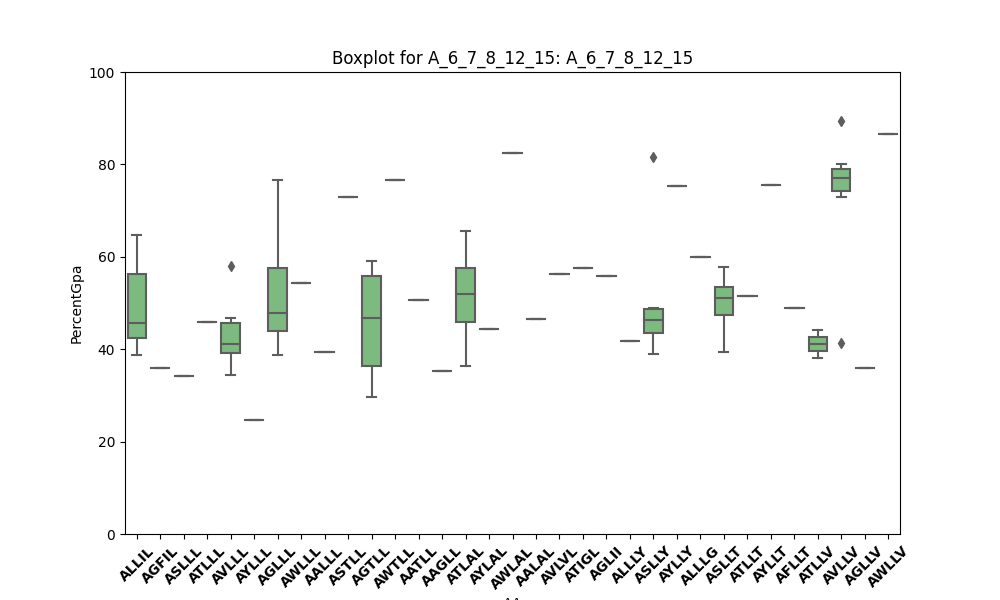 Boxplot for A_6_7_8_12_15: A_6_7_8_12_15
100
80
60
40
20
0
PercentGpa
ALLIL AGFIL ASLLL ATLLL AVLLL AYLLL AGLLL AWLLL AALLL ASTLL AGTLL AWTLL AATLL AAGLL ATLAL AYLAL AWLAL AALAL AVLVL ATIGL AGLII ALLLY ASLLY AYLLY ALLLG ASLLT ATLLT AYLLT AFLLT ATLLV AVLLV AGLLV AWLLV